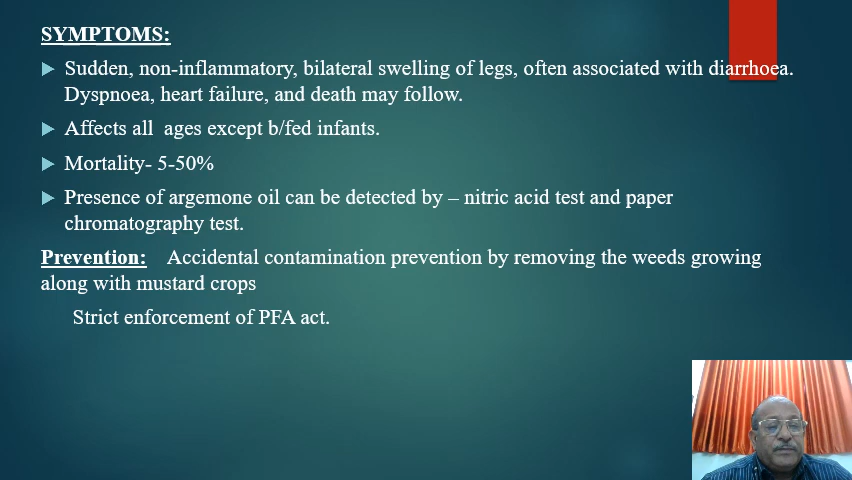 SYMPTOMS:
Sudden, non-inflammatory, bilateral swelling of legs, often associated with diarrhoea.
Dyspnoea, heart failure, and death may follow.
Affects all  ages except b/fed infants.
Mortality- 5-50%
Presence of argemone oil can be detected by – nitric acid test and paper
chromatography test.
Prevention:    Accidental contamination prevention by removing the weeds growing
along with mustard crops
Strict enforcement of PFA act.